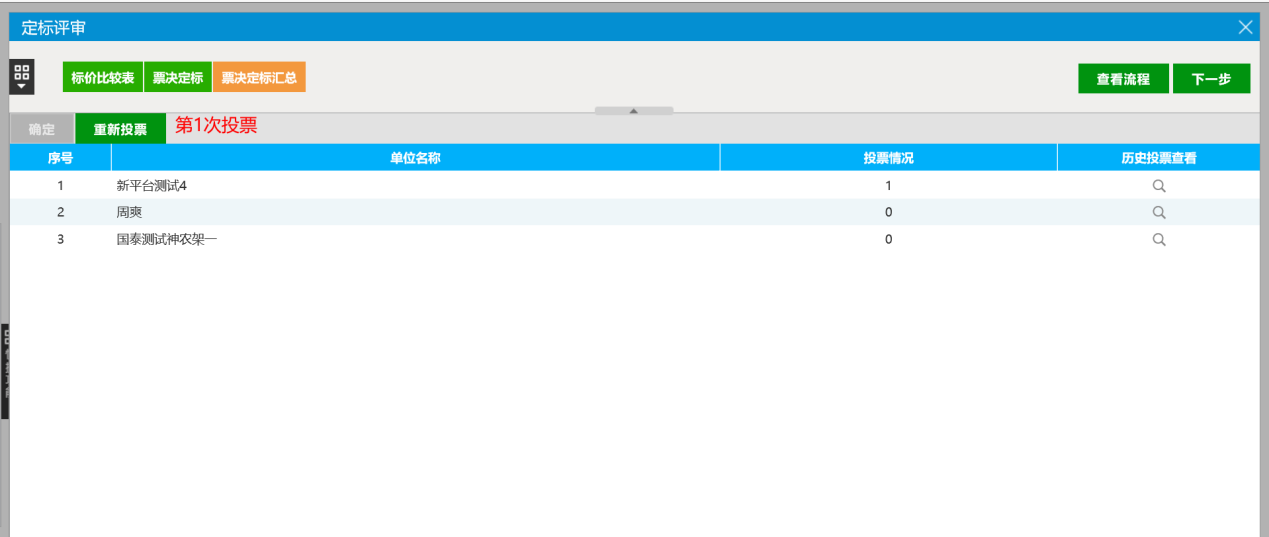 定标评审
标价比较表 票决定标 票决定标汇总 查看流程 下一步
确定 重新投票 第1次投票
序号 单位名称 投票情况 历史投票查看
1 新平台测试4 1
2 周爽 0
3 国泰测试神农架一 0